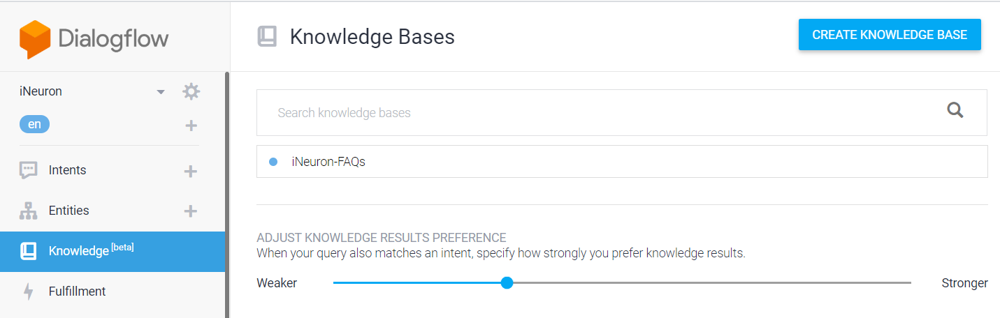 Dialogflow
Knowledge Bases
CREATE KNOWLEDGE BASE
iNeuron
en
Search knowledge bases
iNeuron-FAQs
Intents
Entities
Knowledge [beta]
Fulfillment
ADJUST KNOWLEDGE RESULTS PREFERENCE
When your query also matches an intent, specify how strongly you prefer knowledge results.
Weaker
Stronger